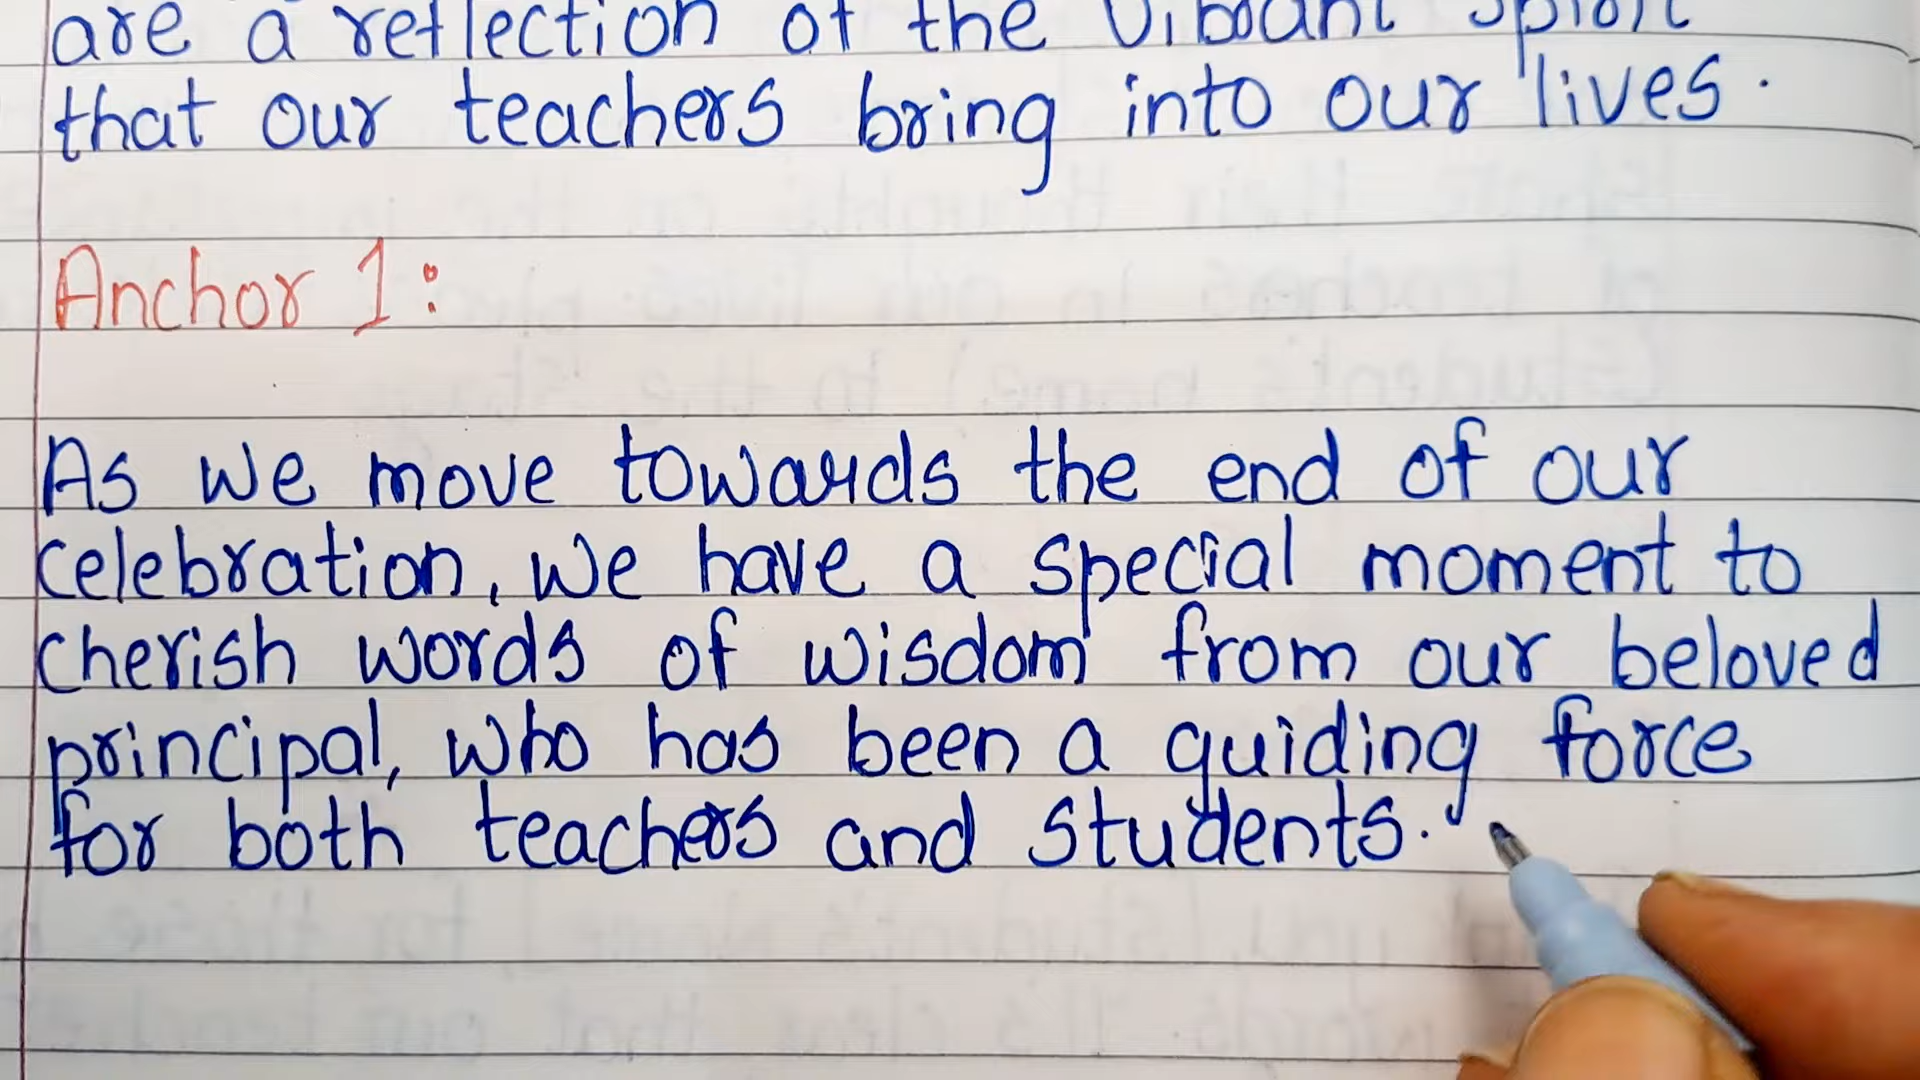 are a reflection of the vibrant spirit
that our teachers bring into our lives.
Anchor 1:
As we move towards the end of our
celebration, we have a special moment to
cherish words of wisdom from our beloved
principal, who has been a guiding force
for both teachers and students.